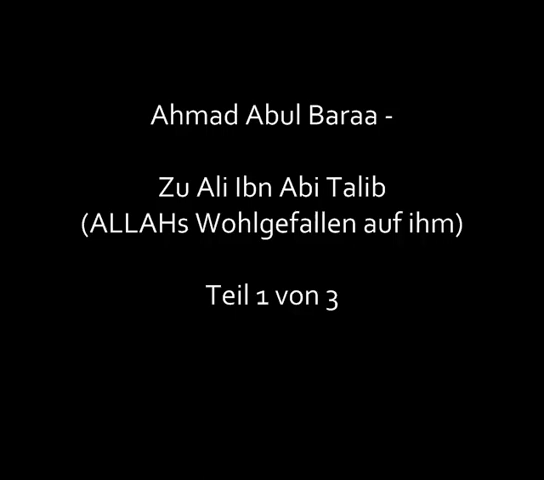 Ahmad Abul Baraa -
Zu Ali Ibn Abi Talib
(ALLAHs Wohlgefallen auf ihm)
Teil 1 von 3